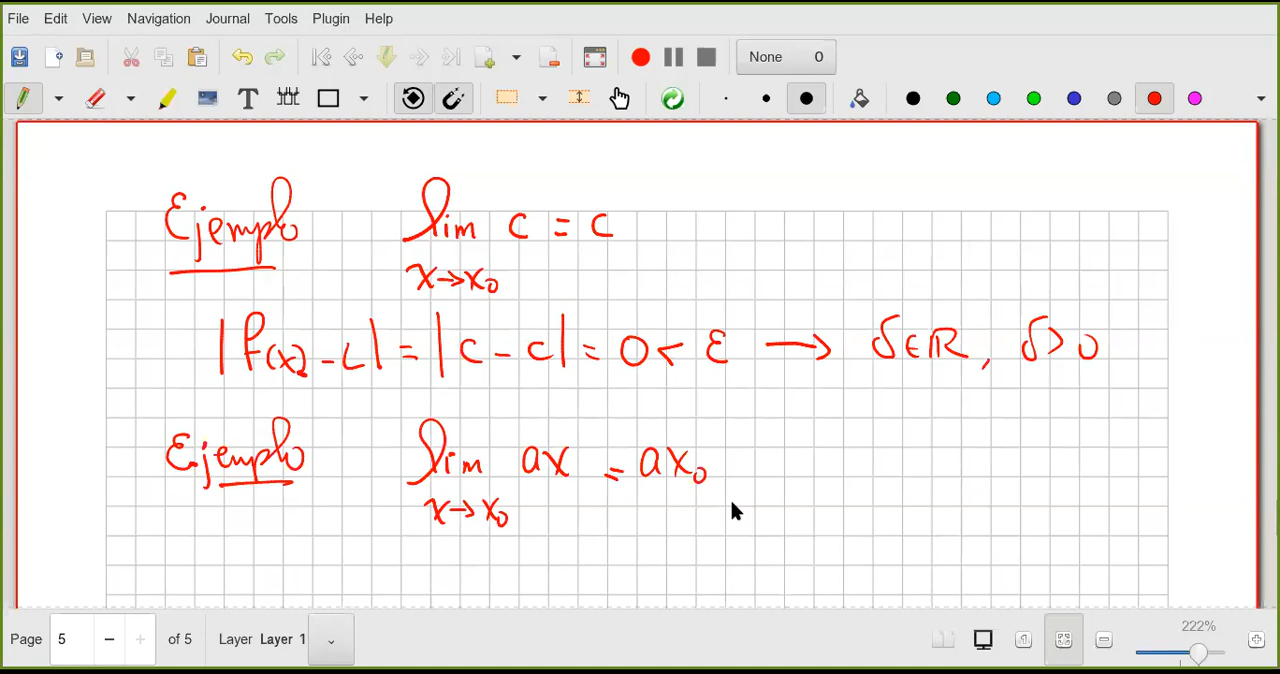 File Edit View Navigation Journal Tools Plugin Help
None 0
T
Ejemplo lim c = c
x→x₀
|f(x) - L| = |c - c| = 0 < ε → δ∈ℝ, δ>0
Ejemplo lim ax = ax₀
x→x₀
Page 5 − + of 5 Layer Layer 1 222%